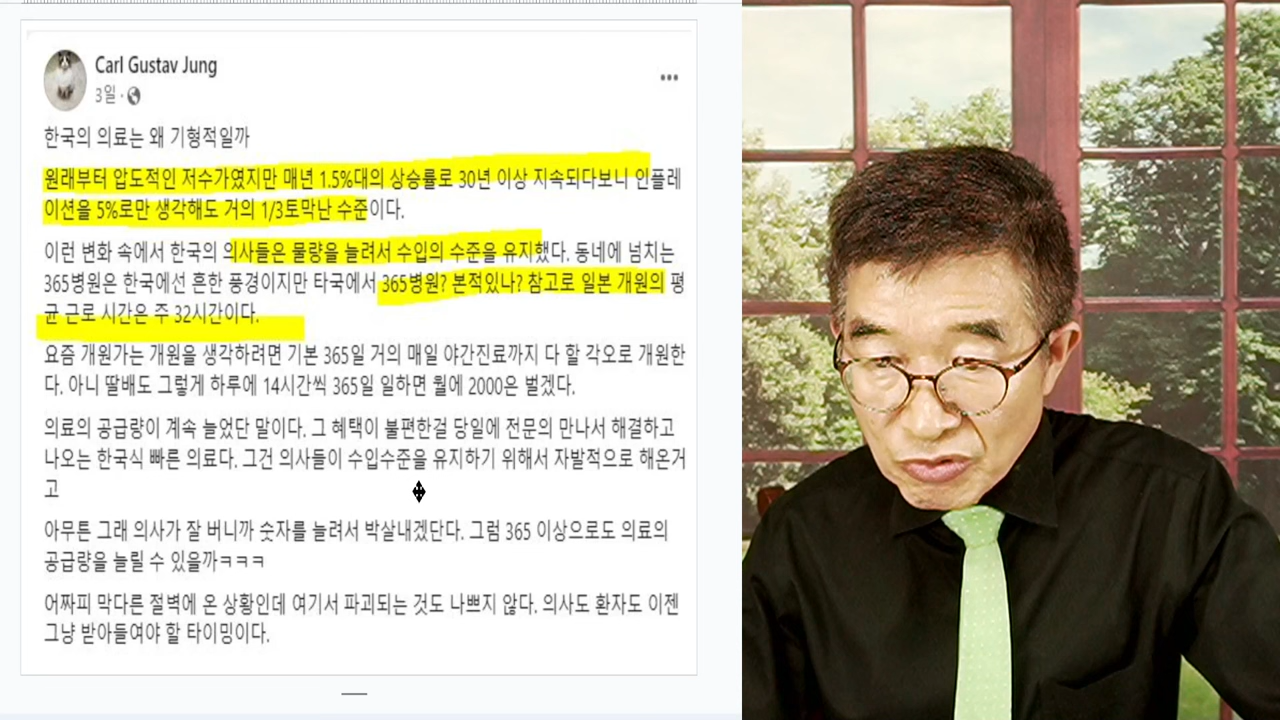 Carl Gustav Jung
3일 ·
한국의 의료는 왜 기형적일까
원래부터 압도적인 저수가였지만 매년 1.5%대의 상승률로 30년 이상 지속되다보니 인플레
이션을 5%로만 생각해도 거의 1/3토막난 수준이다.
이런 변화 속에서 한국의 의사들은 물량을 늘려서 수입의 수준을 유지했다. 동네에 넘치는
365병원은 한국에선 흔한 풍경이지만 타국에서 365병원? 본적있나? 참고로 일본 개원의 평
균 근로 시간은 주 32시간이다.
요즘 개원가는 개원을 생각하려면 기본 365일 거의 매일 야간진료까지 다 할 각오로 개원한
다. 아니 딸배도 그렇게 하루에 14시간씩 365일 일하면 월에 2000은 벌겠다.
의료의 공급량이 계속 늘었단 말이다. 그 혜택이 불편한걸 당일에 전문의 만나서 해결하고
나오는 한국식 빠른 의료다. 그건 의사들이 수입수준을 유지하기 위해서 자발적으로 해온거
고
아무튼 그래 의사가 잘 버니까 숫자를 늘려서 박살내겠단다. 그럼 365 이상으로도 의료의
공급량을 늘릴 수 있을까ㅋㅋㅋ
어짜피 막다른 절벽에 온 상황인데 여기서 파괴되는 것도 나쁘지 않다. 의사도 환자도 이젠
그냥 받아들여야 할 타이밍이다.